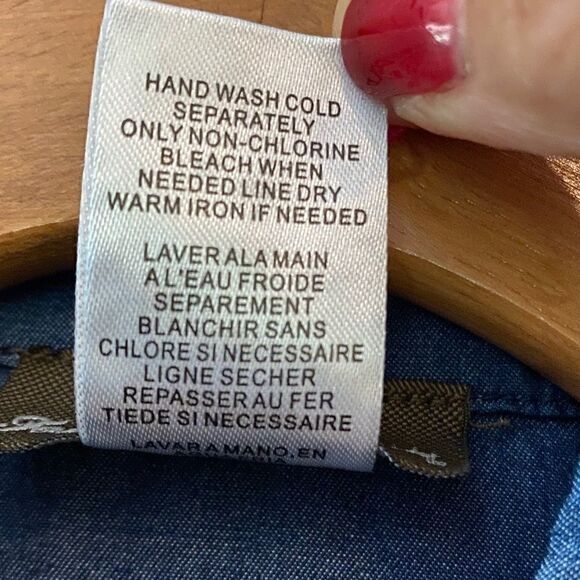 HAND WASH COLD
SEPARATELY
ONLY NON-CHLORINE
BLEACH WHEN
NEEDED LINE DRY
WARM IRON IF NEEDED
LAVER ALA MAIN
A L'EAU FROIDE
SEPAREMENT
BLANCHIR SANS
CHLORE SI NECESSAIRE
LIGNE SECHER
REPASSER AU FER
TIEDE SI NECESSAIRE
LAVAR A MANO, EN